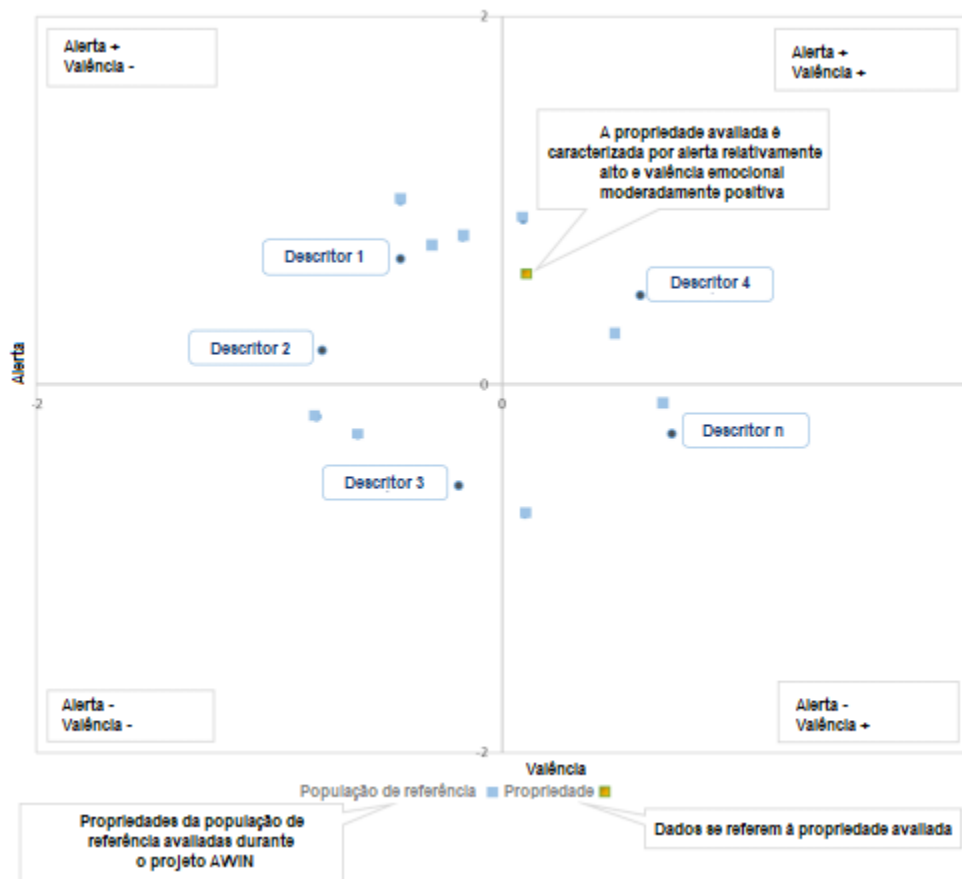 2
Alerta +
Valência -
Alerta +
Valência +
A propriedade avaliada é
caracterizada por alerta relativamente
alto e valência emocional
moderadamente positiva
Descritor 1
Descritor 4
Descritor 2
Alerta
0
-2
0
Descritor n
Descritor 3
Alerta -
Valência -
Alerta -
Valência +
-2
Valência
População de referência
Propriedade
Propriedades da população de
referência avaliadas durante
o projeto AWIN
Dados se referem à propriedade avaliada